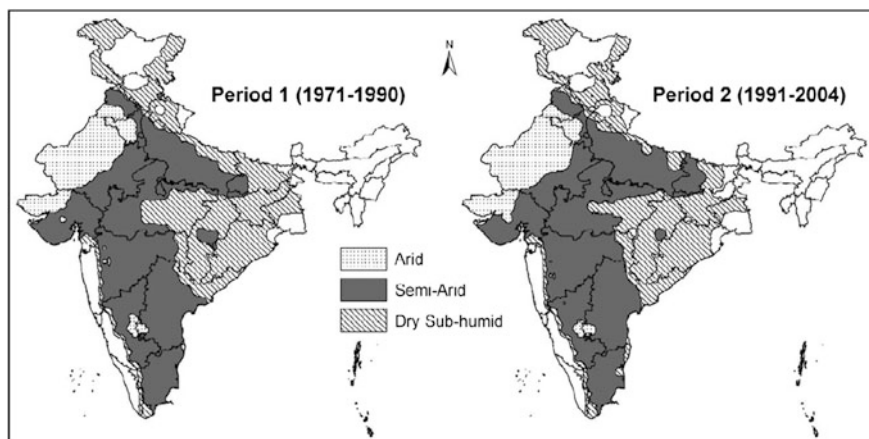 N
Period 1 (1971-1990)
Period 2 (1991-2004)
Arid
Semi-Arid
Dry Sub-humid